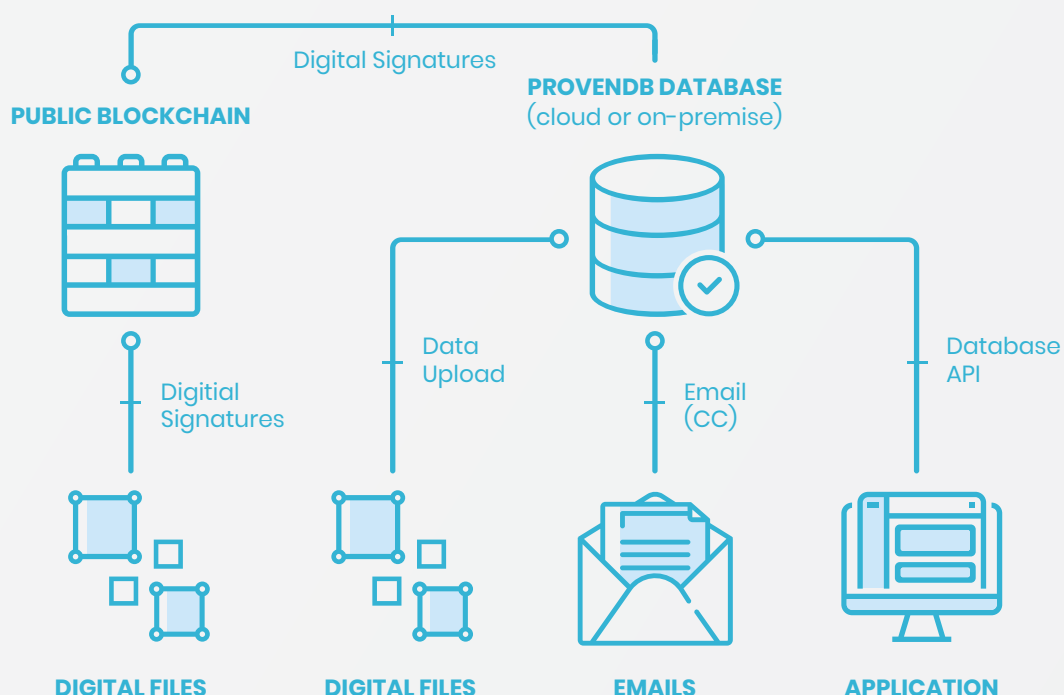 Digital Signatures
PUBLIC BLOCKCHAIN
PROVENDB DATABASE
(cloud or on-premise)
Digitial
Signatures
Data
Upload
Email
(CC)
Database
API
DIGITAL FILES
DIGITAL FILES
EMAILS
APPLICATION